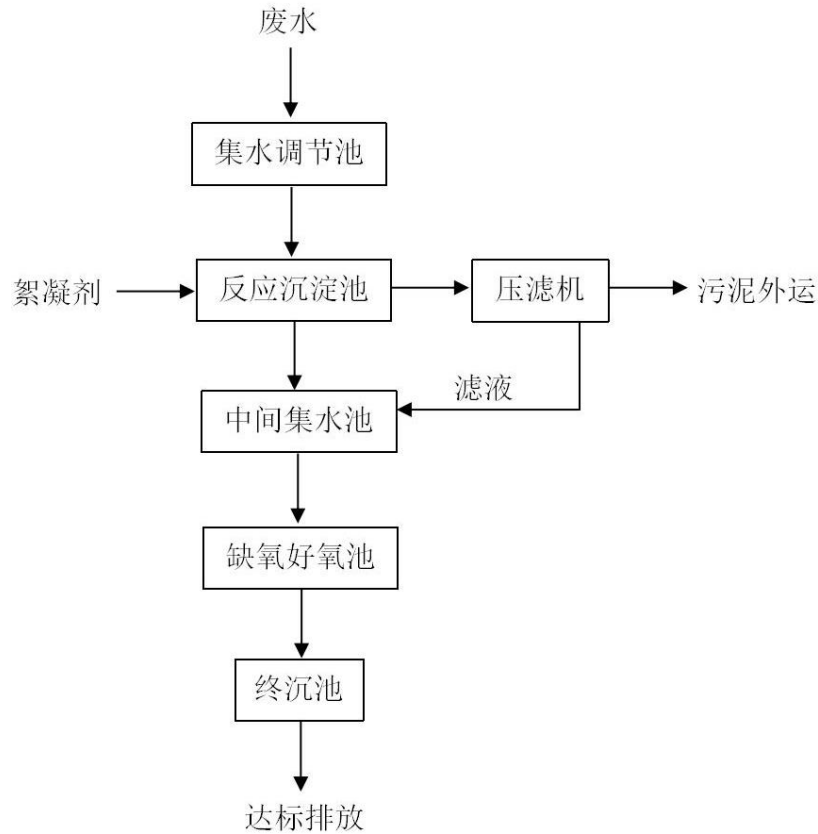 废水
集水调节池
絮凝剂
反应沉淀池
压滤机
污泥外运
滤液
中间集水池
缺氧好氧池
终沉池
达标排放